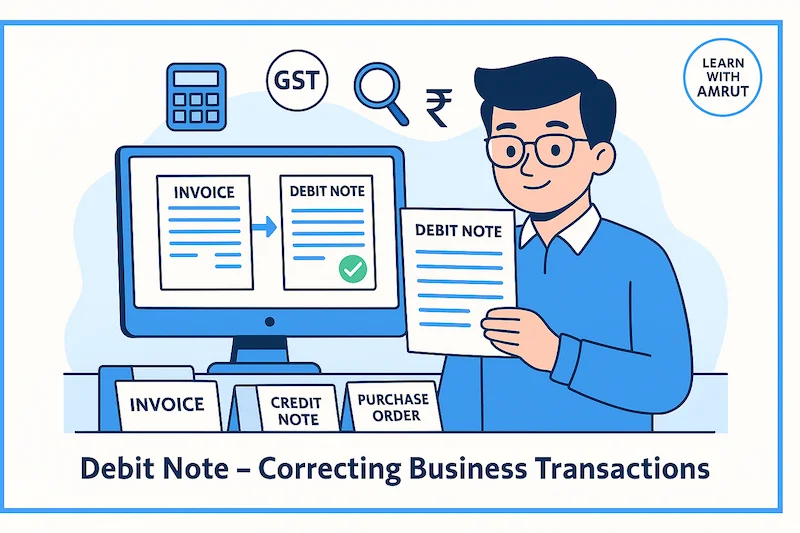 GST
₹
LEARN
WITH
AMRUT
INVOICE
DEBIT NOTE
DEBIT NOTE
INVOICE
CREDIT
NOTE
PURCHASE
ORDER
Debit Note – Correcting Business Transactions